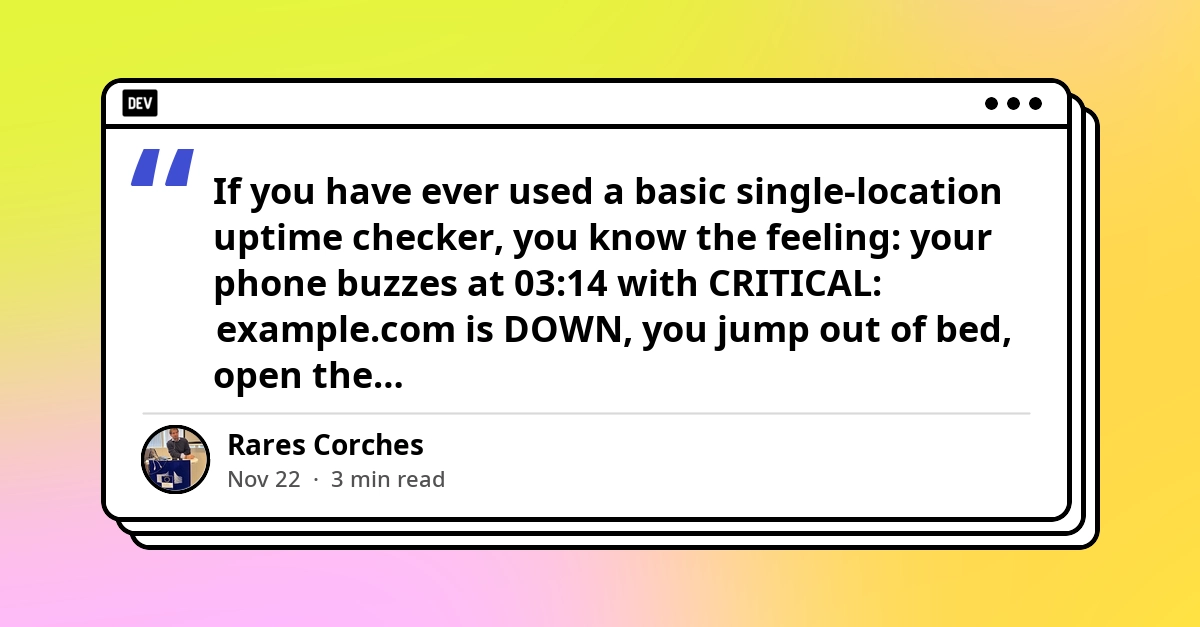 DEV
“
If you have ever used a basic single-location
uptime checker, you know the feeling: your
phone buzzes at 03:14 with CRITICAL:
example.com is DOWN, you jump out of bed,
open the...
Rares Corches
Nov 22 · 3 min read